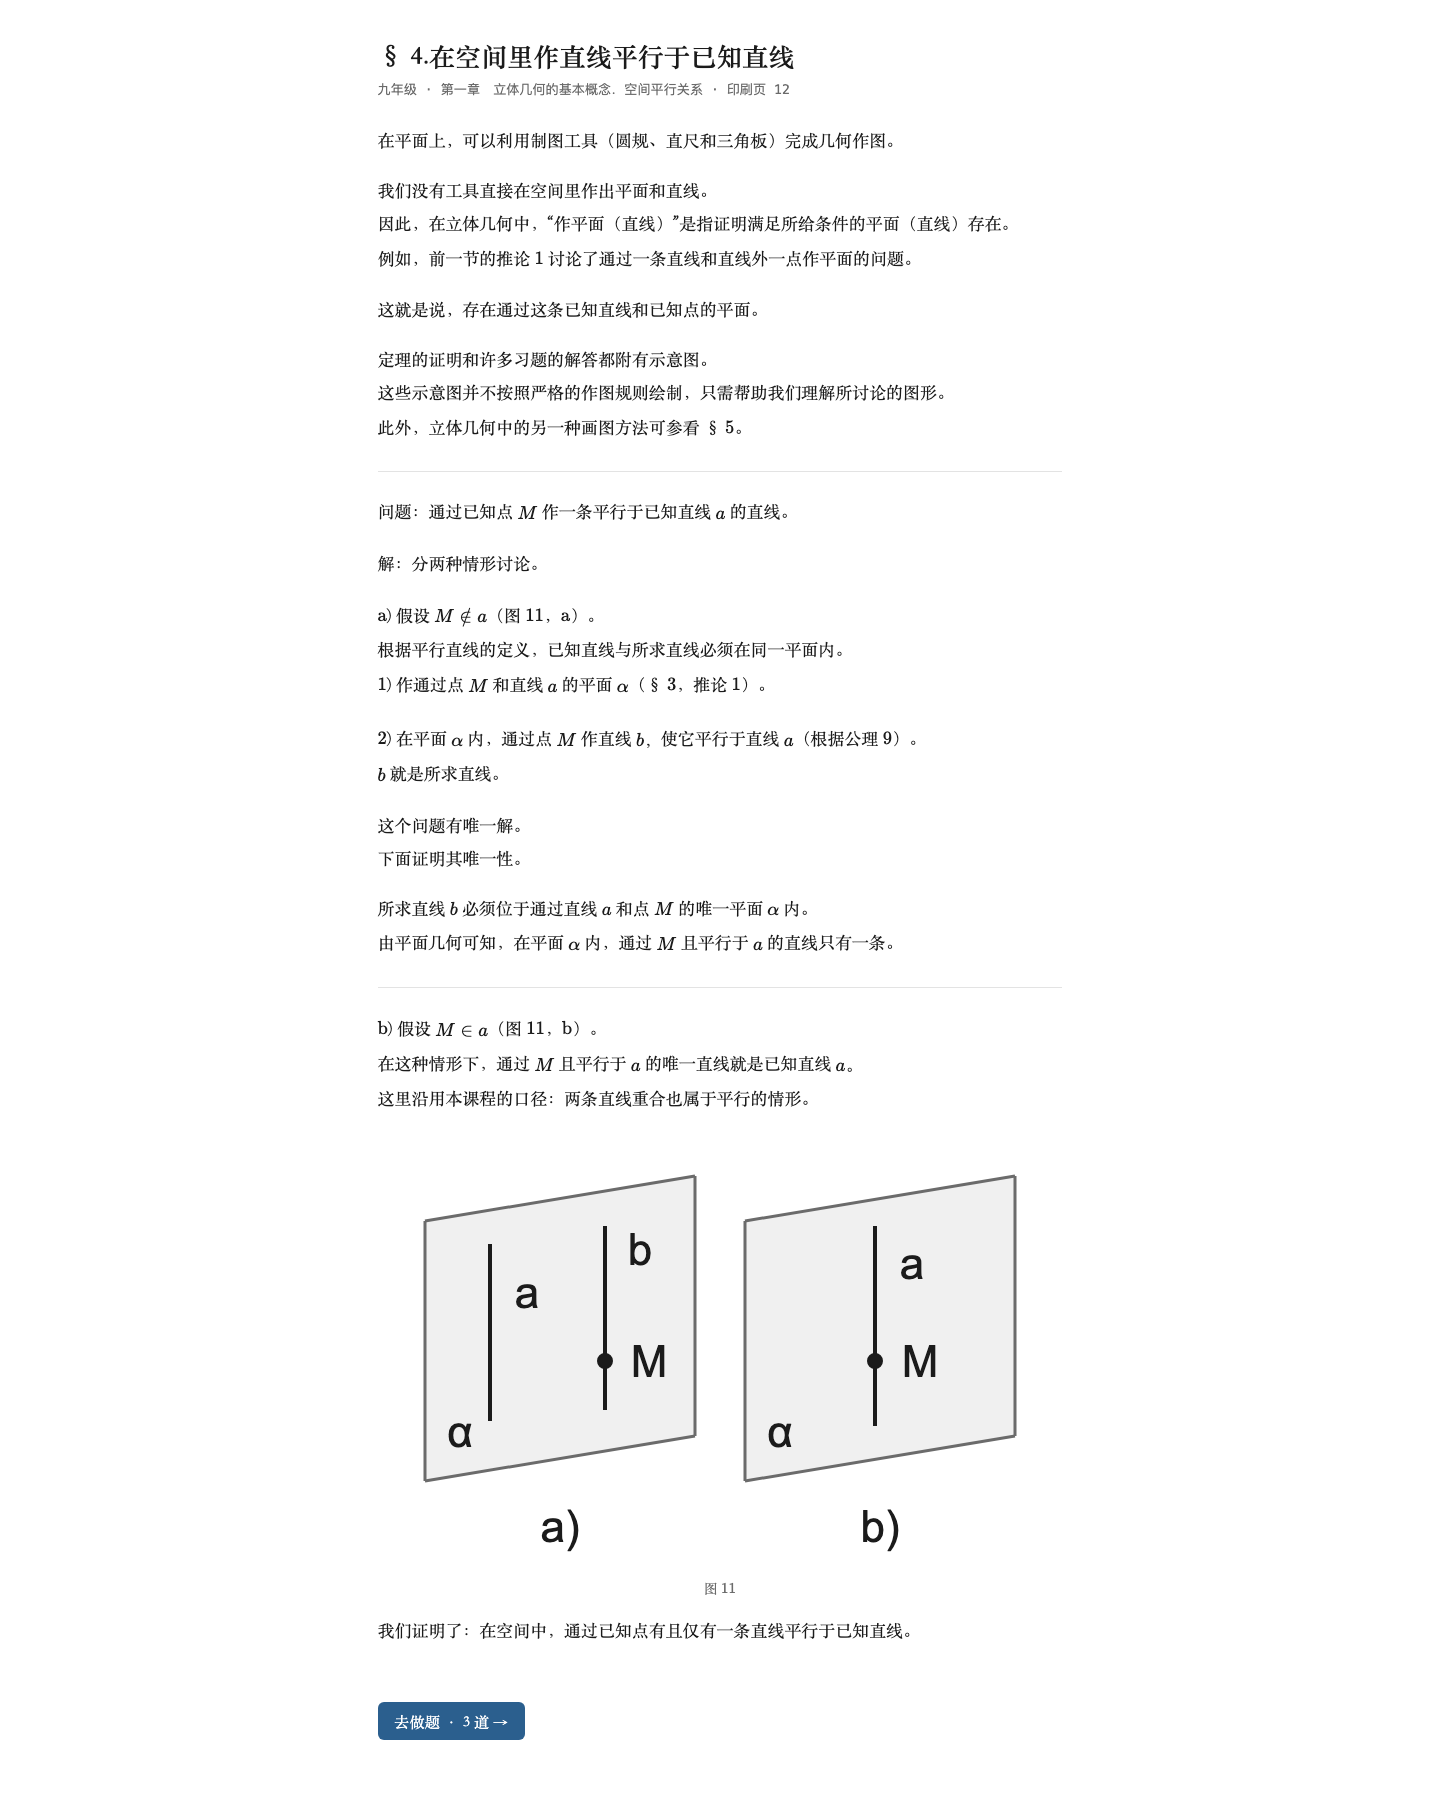 § 4.在空间里作直线平行于已知直线
九年级 · 第一章 立体几何的基本概念．空间平行关系 · 印刷页 12
在平面上，可以利用制图工具（圆规、直尺和三角板）完成几何作图。
我们没有工具直接在空间里作出平面和直线。
因此，在立体几何中，“作平面（直线）”是指证明满足所给条件的平面（直线）存在。
例如，前一节的推论 1 讨论了通过一条直线和直线外一点作平面的问题。
这就是说，存在通过这条已知直线和已知点的平面。
定理的证明和许多习题的解答都附有示意图。
这些示意图并不按照严格的作图规则绘制，只需帮助我们理解所讨论的图形。
此外，立体几何中的另一种画图方法可参看 § 5。
问题：通过已知点 M 作一条平行于已知直线 a 的直线。
解：分两种情形讨论。
a) 假设 M ∉ a（图 11，a）。
根据平行直线的定义，已知直线与所求直线必须在同一平面内。
1) 作通过点 M 和直线 a 的平面 α（§ 3，推论 1）。
2) 在平面 α 内，通过点 M 作直线 b，使它平行于直线 a（根据公理 9）。
b 就是所求直线。
这个问题有唯一解。
下面证明其唯一性。
所求直线 b 必须位于通过直线 a 和点 M 的唯一平面 α 内。
由平面几何可知，在平面 α 内，通过 M 且平行于 a 的直线只有一条。
b) 假设 M ∈ a（图 11，b）。
在这种情形下，通过 M 且平行于 a 的唯一直线就是已知直线 a。
这里沿用本课程的口径：两条直线重合也属于平行的情形。
b
a
M
α
a)
a
M
α
b)
图 11
我们证明了：在空间中，通过已知点有且仅有一条直线平行于已知直线。
去做题 · 3 道 →